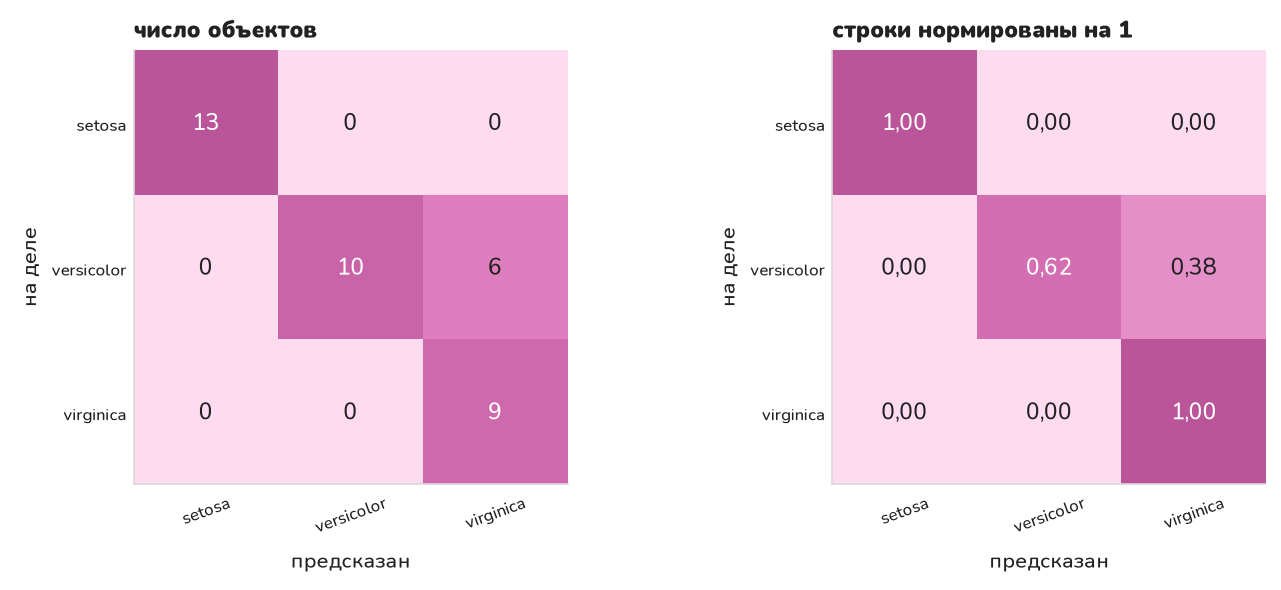 число объектов
setosa 13 0 0
versicolor 0 10 6
virginica 0 0 9
на деле
setosa versicolor virginica
предсказан
строки нормированы на 1
setosa 1,00 0,00 0,00
versicolor 0,00 0,62 0,38
virginica 0,00 0,00 1,00
на деле
setosa versicolor virginica
предсказан